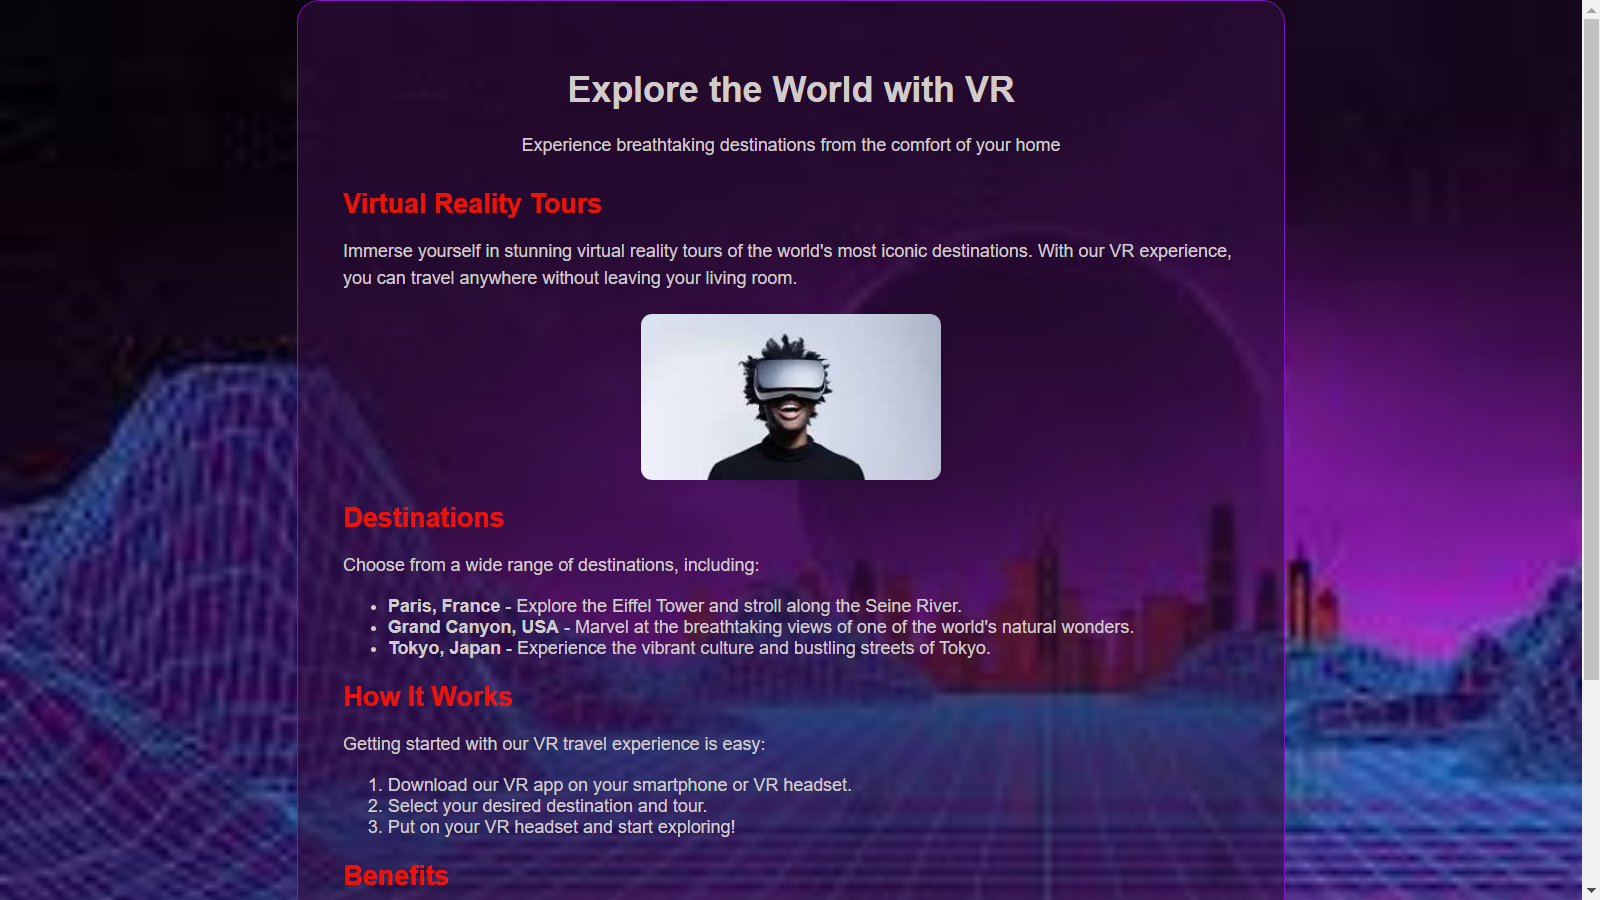 Explore the World with VR
Experience breathtaking destinations from the comfort of your home
Virtual Reality Tours
Immerse yourself in stunning virtual reality tours of the world's most iconic destinations. With our VR experience,
you can travel anywhere without leaving your living room.
Destinations
Choose from a wide range of destinations, including:
• Paris, France - Explore the Eiffel Tower and stroll along the Seine River.
• Grand Canyon, USA - Marvel at the breathtaking views of one of the world's natural wonders.
• Tokyo, Japan - Experience the vibrant culture and bustling streets of Tokyo.
How It Works
Getting started with our VR travel experience is easy:
1. Download our VR app on your smartphone or VR headset.
2. Select your desired destination and tour.
3. Put on your VR headset and start exploring!
Benefits